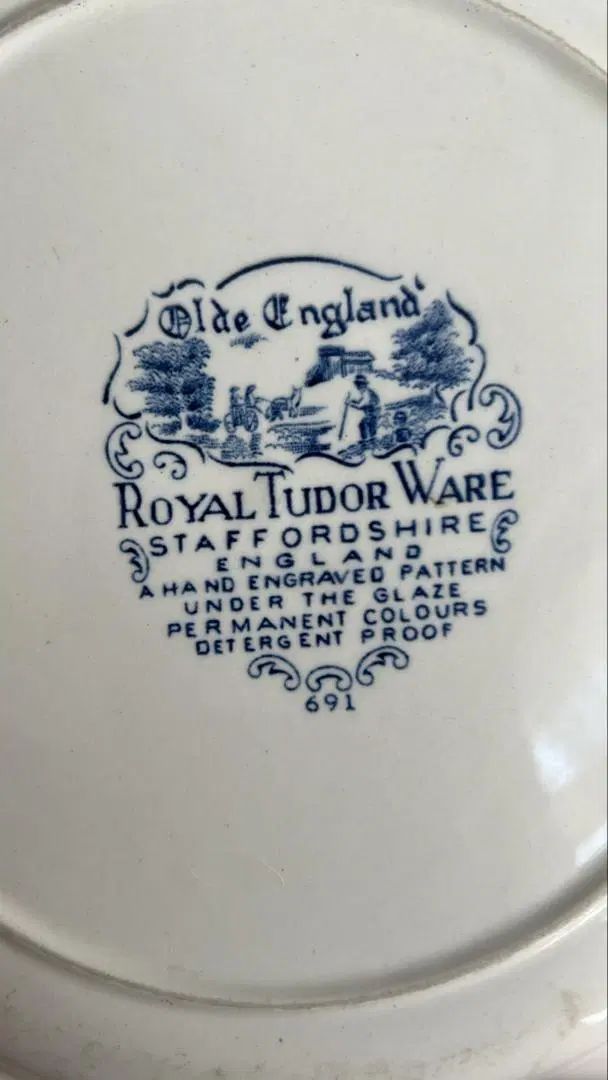 'Olde England'
ROYAL TUDOR WARE
STAFFORDSHIRE
ENGLAND
A HAND ENGRAVED PATTERN
UNDER THE GLAZE
PERMANENT COLOURS
DETERGENT PROOF
691